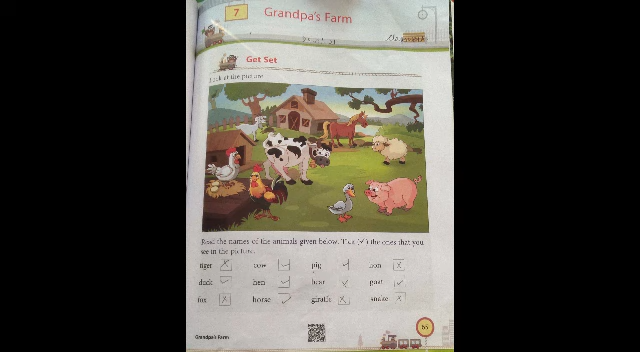 7
Grandpa's Farm
Get Set
Look at the picture
Read the names of the animals given below. Tick (✓) the ones that you
see in the picture.
tiger ✗ cow ✓ pig ✓ lion ✗
duck ✓ hen ✓ bear ✓ goat ✓
fox ✗ horse ✓ giraffe ✗ snake ✗
Grandpa's Farm
65